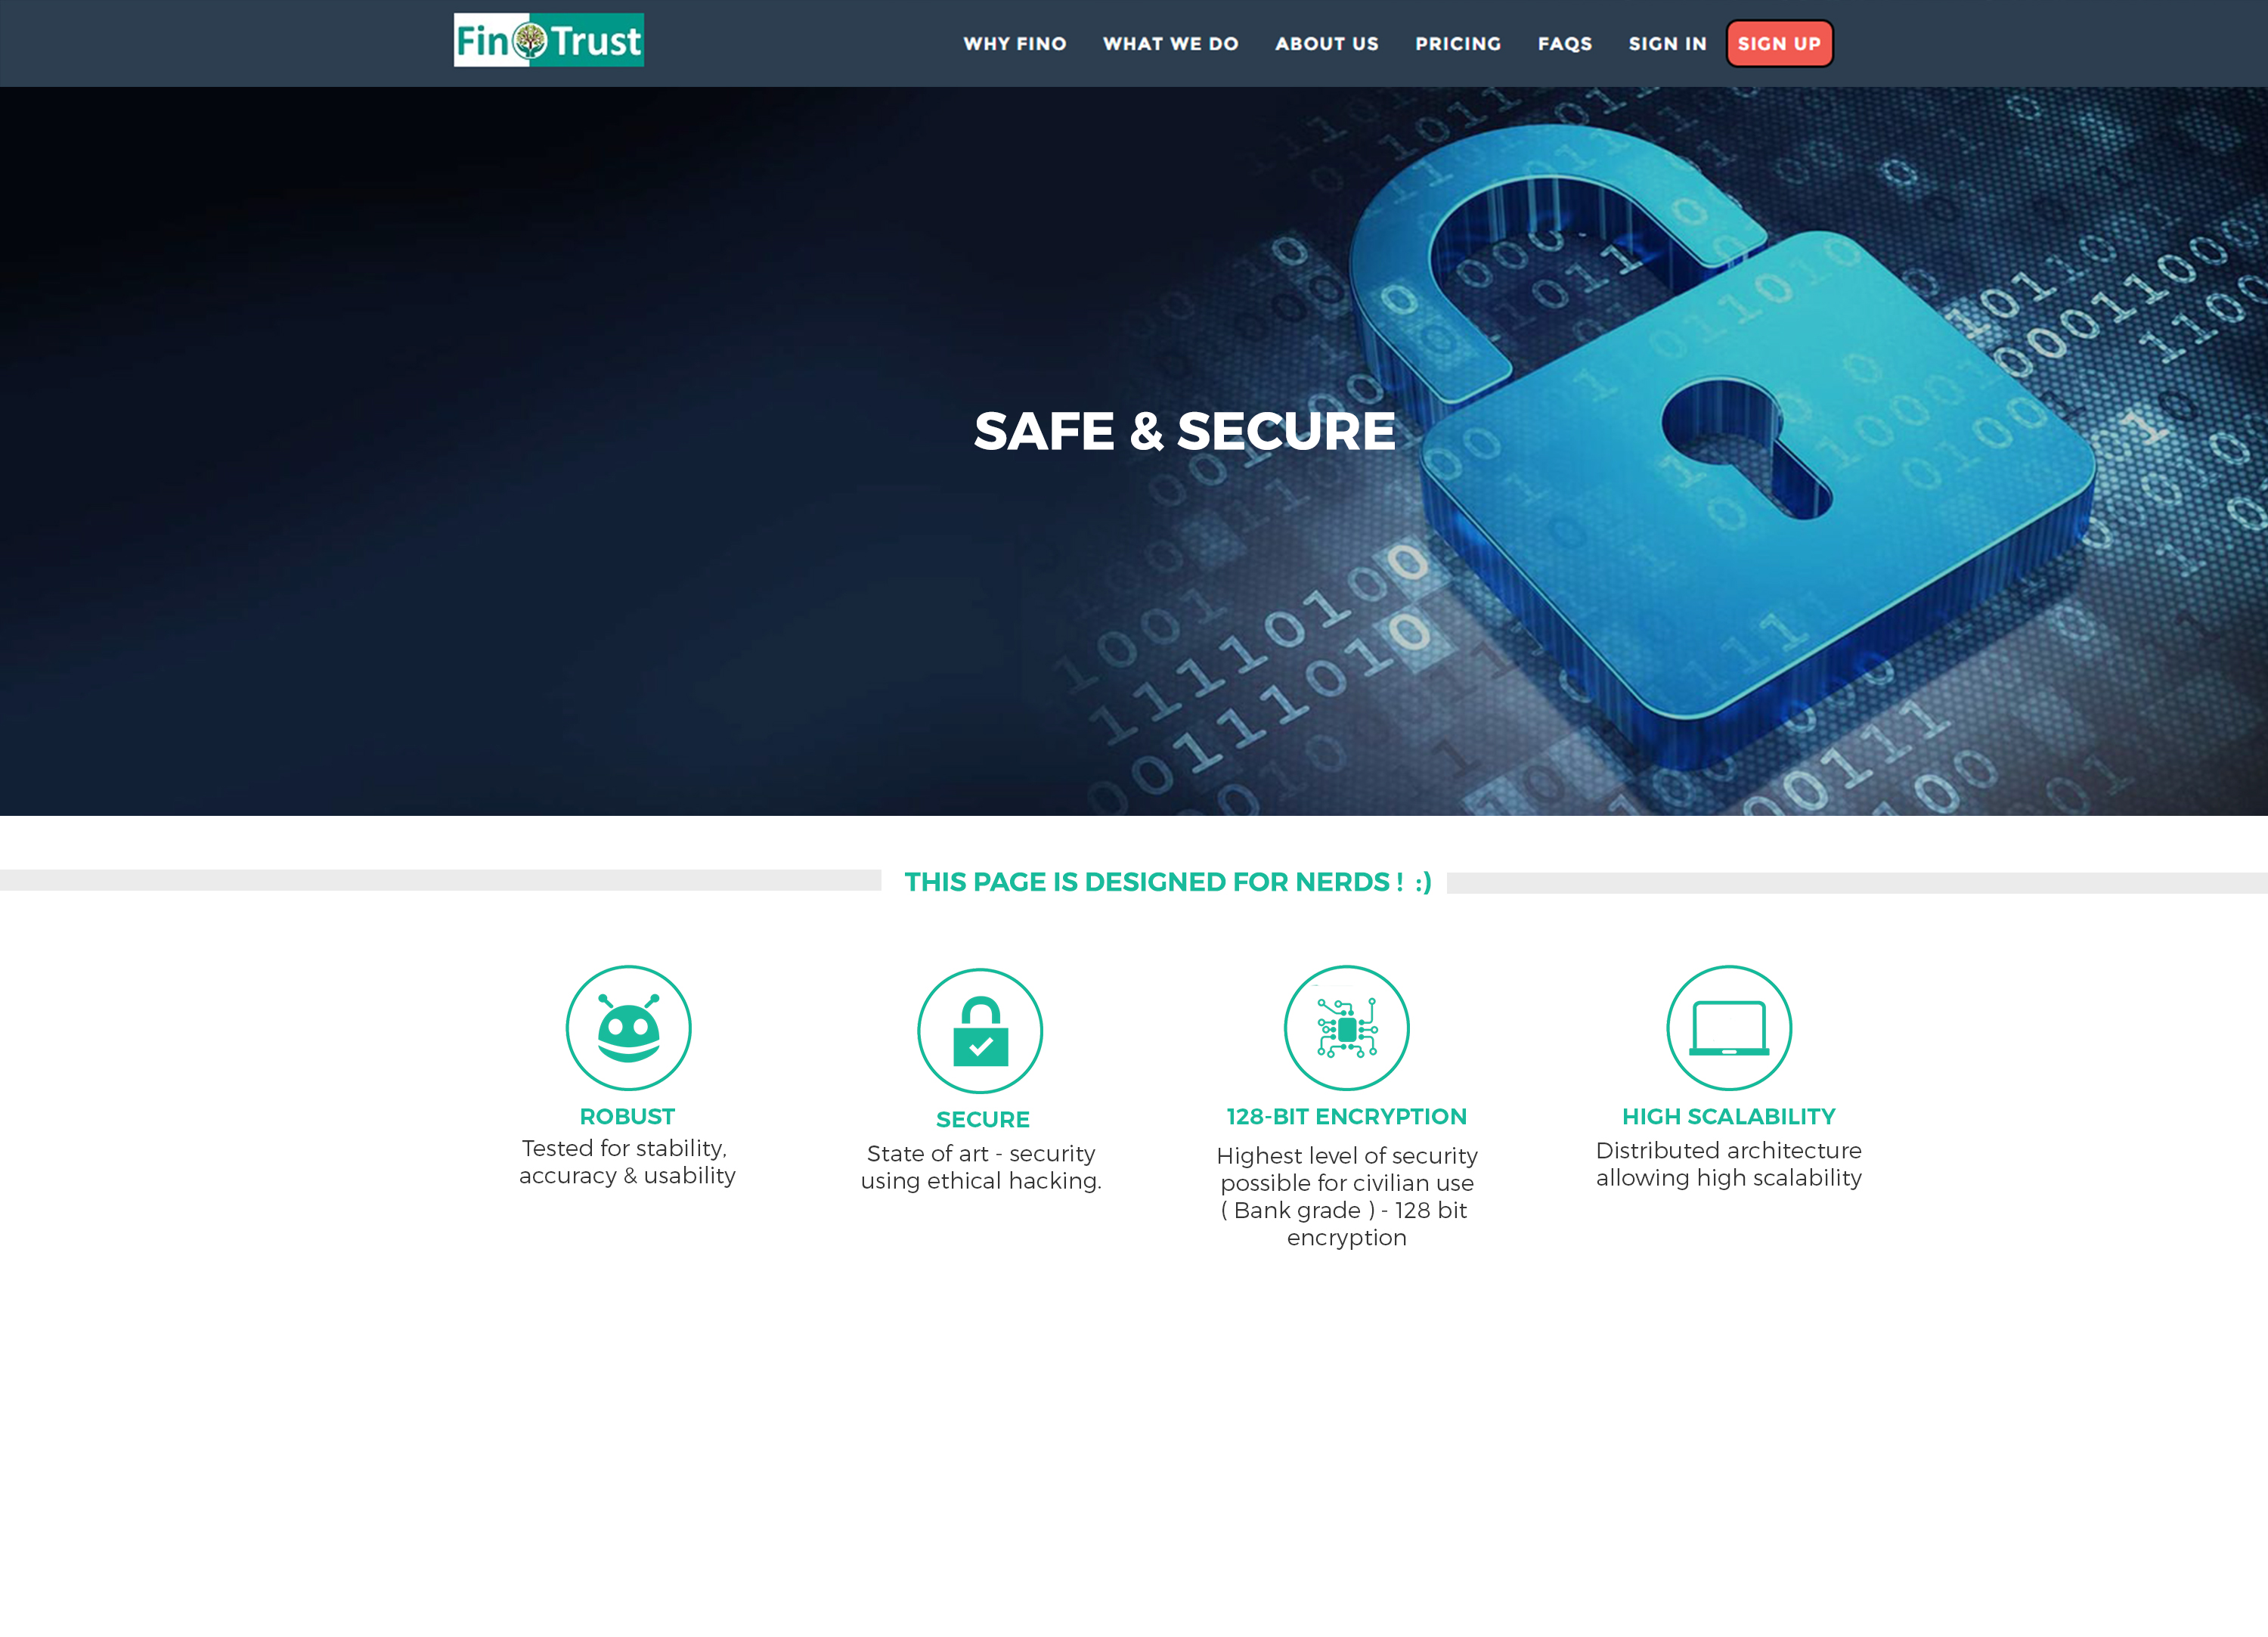 Fin Trust
WHY FINO WHAT WE DO ABOUT US PRICING FAQS SIGN IN SIGN UP
SAFE & SECURE
THIS PAGE IS DESIGNED FOR NERDS ! :)
ROBUST
Tested for stability,
accuracy & usability
SECURE
State of art - security
using ethical hacking.
128-BIT ENCRYPTION
Highest level of security
possible for civilian use
( Bank grade ) - 128 bit
encryption
HIGH SCALABILITY
Distributed architecture
allowing high scalability